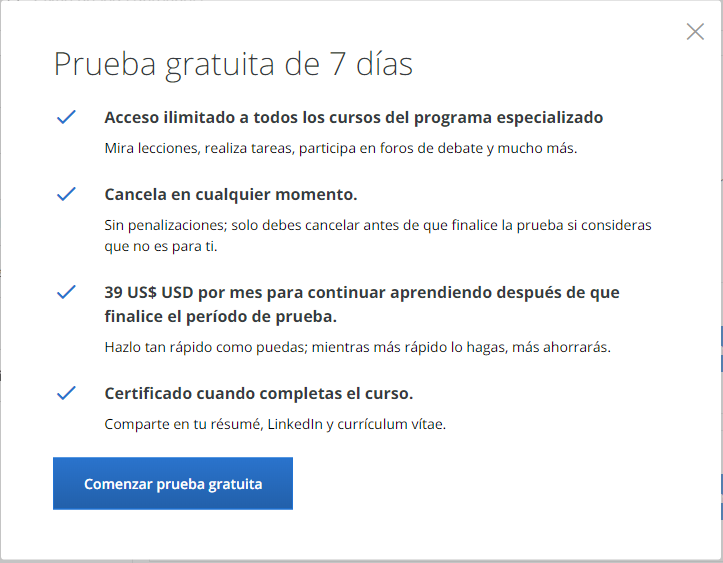 Prueba gratuita de 7 días
Acceso ilimitado a todos los cursos del programa especializado
Mira lecciones, realiza tareas, participa en foros de debate y mucho más.
Cancela en cualquier momento.
Sin penalizaciones; solo debes cancelar antes de que finalice la prueba si consideras
que no es para ti.
39 US$ USD por mes para continuar aprendiendo después de que
finalice el período de prueba.
Hazlo tan rápido como puedas; mientras más rápido lo hagas, más ahorrarás.
Certificado cuando completas el curso.
Comparte en tu résumé, LinkedIn y currículum vítae.
Comenzar prueba gratuita